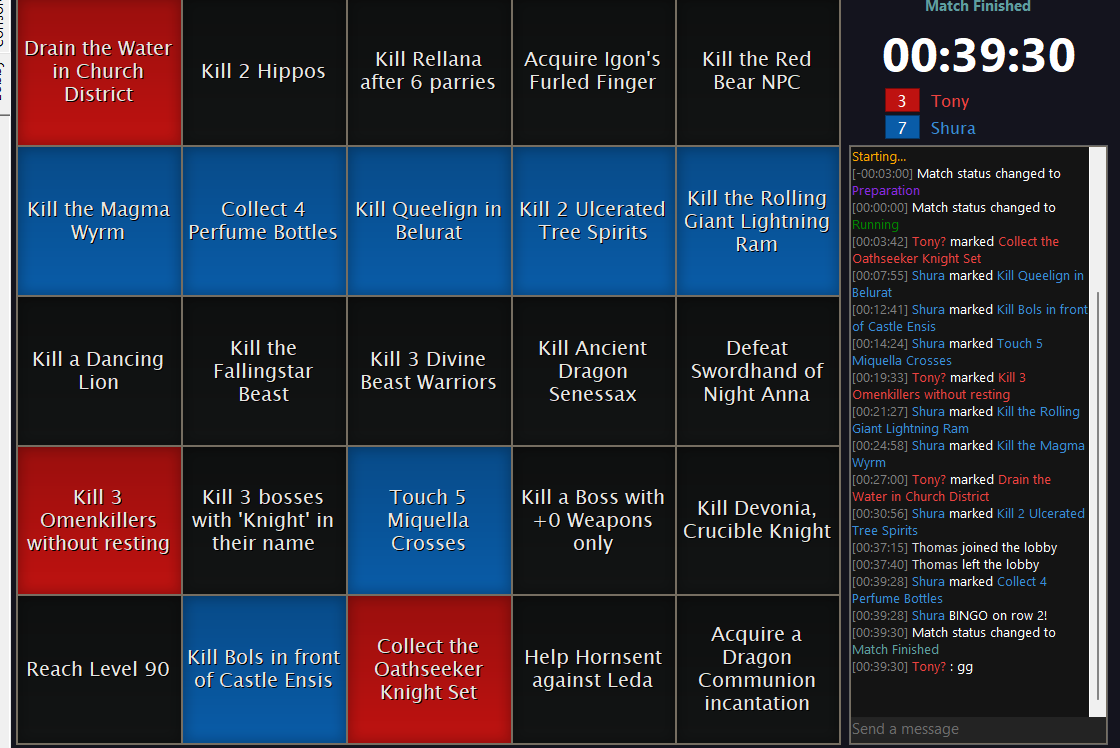 Match Finished
00:39:30
3 Tony
7 Shura
Drain the Water
in Church
District
Kill 2 Hippos
Kill Rellana
after 6 parries
Acquire Igon's
Furled Finger
Kill the Red
Bear NPC
Kill the Magma
Wyrm
Collect 4
Perfume Bottles
Kill Queelign in
Belurat
Kill 2 Ulcerated
Tree Spirits
Kill the Rolling
Giant Lightning
Ram
Kill a Dancing
Lion
Kill the
Fallingstar
Beast
Kill 3 Divine
Beast Warriors
Kill Ancient
Dragon
Senessax
Defeat
Swordhand of
Night Anna
Kill 3
Omenkillers
without resting
Kill 3 bosses
with 'Knight' in
their name
Touch 5
Miquella
Crosses
Kill a Boss with
+0 Weapons
only
Kill Devonia,
Crucible Knight
Reach Level 90
Kill Bols in front
of Castle Ensis
Collect the
Oathseeker
Knight Set
Help Hornsent
against Leda
Acquire a
Dragon
Communion
incantation
Starting...
[-00:03:00] Match status changed to
Preparation
[00:00:00] Match status changed to
Running
[00:03:42] Tony? marked Collect the
Oathseeker Knight Set
[00:07:55] Shura marked Kill Queelign in
Belurat
[00:12:41] Shura marked Kill Bols in front
of Castle Ensis
[00:14:24] Shura marked Touch 5
Miquella Crosses
[00:19:33] Tony? marked Kill 3
Omenkillers without resting
[00:21:27] Shura marked Kill the Rolling
Giant Lightning Ram
[00:24:58] Shura marked Kill the Magma
Wyrm
[00:27:00] Tony? marked Drain the
Water in Church District
[00:30:56] Shura marked Kill 2 Ulcerated
Tree Spirits
[00:37:15] Thomas joined the lobby
[00:37:40] Thomas left the lobby
[00:39:28] Shura marked Collect 4
Perfume Bottles
[00:39:28] Shura BINGO on row 2!
[00:39:30] Match status changed to
Match Finished
[00:39:30] Tony? : gg
Send a message